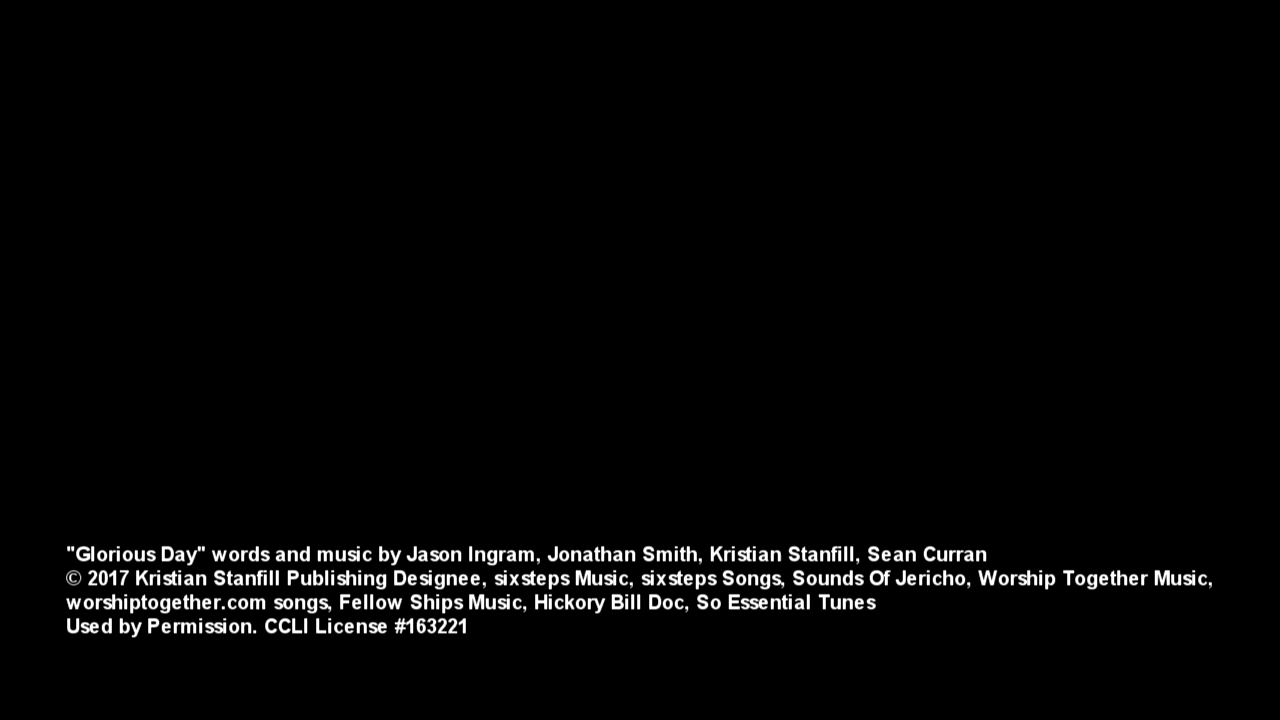 "Glorious Day" words and music by Jason Ingram, Jonathan Smith, Kristian Stanfill, Sean Curran
© 2017 Kristian Stanfill Publishing Designee, sixsteps Music, sixsteps Songs, Sounds Of Jericho, Worship Together Music,
worshiptogether.com songs, Fellow Ships Music, Hickory Bill Doc, So Essential Tunes
Used by Permission. CCLI License #163221